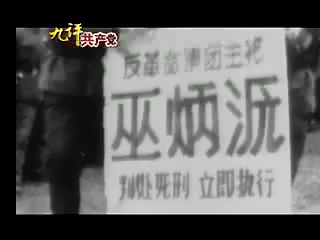 九评共产党
反革命集团主犯
巫炳源
判处死刑 立即执行